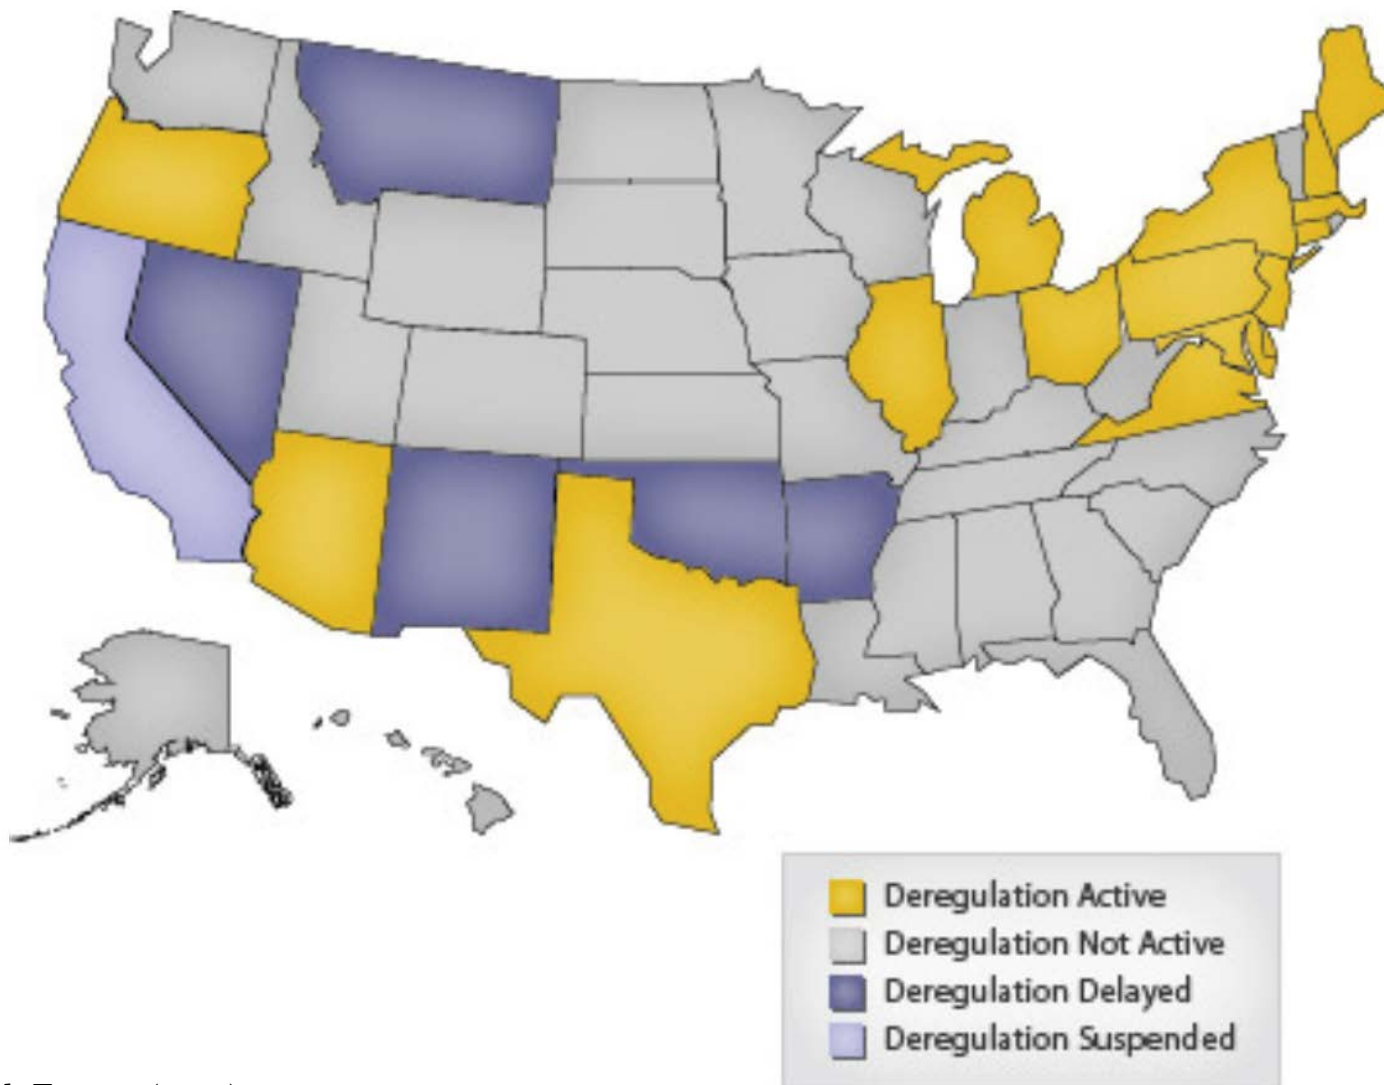 Deregulation Active
Deregulation Not Active
Deregulation Delayed
Deregulation Suspended